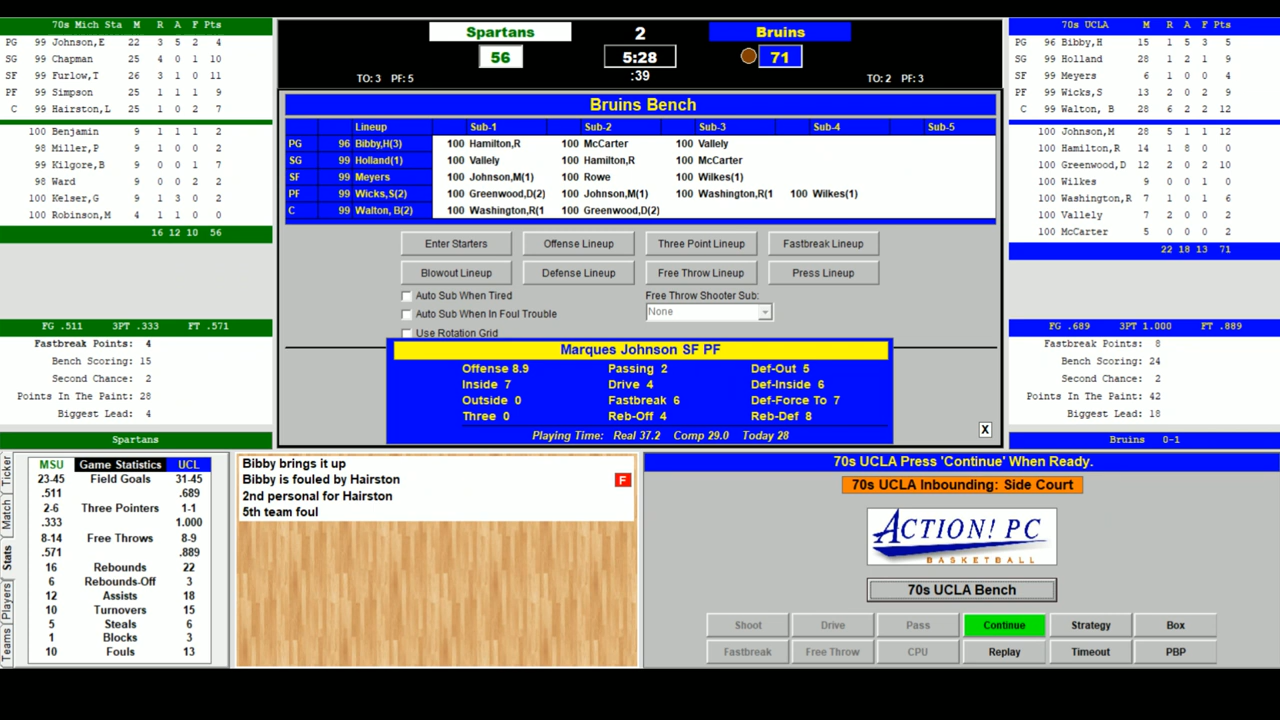 70s Mich Sta M R A F Pts
PG 99 Johnson,E 22 3 5 2 4
SG 99 Chapman 25 4 0 1 10
SF 99 Furlow,T 26 3 1 0 11
PF 99 Simpson 25 1 1 1 9
C 99 Hairston,L 25 1 0 2 7
100 Benjamin 9 1 1 1 2
98 Miller,P 9 1 0 0 2
99 Kilgore,B 9 0 0 1 7
98 Ward 9 0 0 2 2
100 Kelser,G 9 1 3 0 2
100 Robinson,M 4 1 1 0 0
16 12 10 56
FG .511 3PT .333 FT .571
Fastbreak Points: 4
Bench Scoring: 15
Second Chance: 2
Points In The Paint: 28
Biggest Lead: 4
Spartans
Spartans 2 Bruins
56 5:28 71
:39
TO: 3 PF: 5 TO: 2 PF: 3
Bruins Bench
Lineup Sub-1 Sub-2 Sub-3 Sub-4 Sub-5
PG 96 Bibby,H(3) 100 Hamilton,R 100 McCarter 100 Vallely
SG 99 Holland(1) 100 Vallely 100 Hamilton,R 100 McCarter
SF 99 Meyers 100 Johnson,M(1) 100 Rowe 100 Wilkes(1)
PF 99 Wicks,S(2) 100 Greenwood,D(2) 100 Johnson,M(1) 100 Washington,R(1 100 Wilkes(1)
C 99 Walton, B(2) 100 Washington,R(1 100 Greenwood,D(2)
Enter Starters Offense Lineup Three Point Lineup Fastbreak Lineup
Blowout Lineup Defense Lineup Free Throw Lineup Press Lineup
Auto Sub When Tired Free Throw Shooter Sub:
Auto Sub When In Foul Trouble None
Use Rotation Grid
Marques Johnson SF PF
Offense 8.9 Passing 2 Def-Out 5
Inside 7 Drive 4 Def-Inside 6
Outside 0 Fastbreak 6 Def-Force To 7
Three 0 Reb-Off 4 Reb-Def 8
Playing Time: Real 37.2 Comp 29.0 Today 28
X
70s UCLA M R A F Pts
PG 96 Bibby,H 15 1 5 3 5
SG 99 Holland 28 1 2 1 9
SF 99 Meyers 6 1 0 0 4
PF 99 Wicks,S 13 2 0 2 9
C 99 Walton, B 28 6 2 2 12
100 Johnson,M 28 5 1 1 12
100 Hamilton,R 14 1 8 0 0
100 Greenwood,D 12 2 0 2 10
100 Wilkes 9 0 0 1 0
100 Washington,R 7 1 0 1 6
100 Vallely 7 2 0 0 2
100 McCarter 5 0 0 0 2
22 18 13 71
FG .689 3PT 1.000 FT .889
Fastbreak Points: 8
Bench Scoring: 24
Second Chance: 2
Points In The Paint: 42
Biggest Lead: 18
Bruins 0-1
Ticker
Match
Stats
Players
Teams
MSU Game Statistics UCL
23-45 Field Goals 31-45
.511 .689
2-6 Three Pointers 1-1
.333 1.000
8-14 Free Throws 8-9
.571 .889
16 Rebounds 22
6 Rebounds-Off 3
12 Assists 18
10 Turnovers 15
5 Steals 6
1 Blocks 3
10 Fouls 13
Bibby brings it up
Bibby is fouled by Hairston
2nd personal for Hairston
5th team foul
F
70s UCLA Press 'Continue' When Ready.
70s UCLA Inbounding: Side Court
ACTION! PC
BASKETBALL
70s UCLA Bench
Shoot Drive Pass Continue Strategy Box
Fastbreak Free Throw CPU Replay Timeout PBP